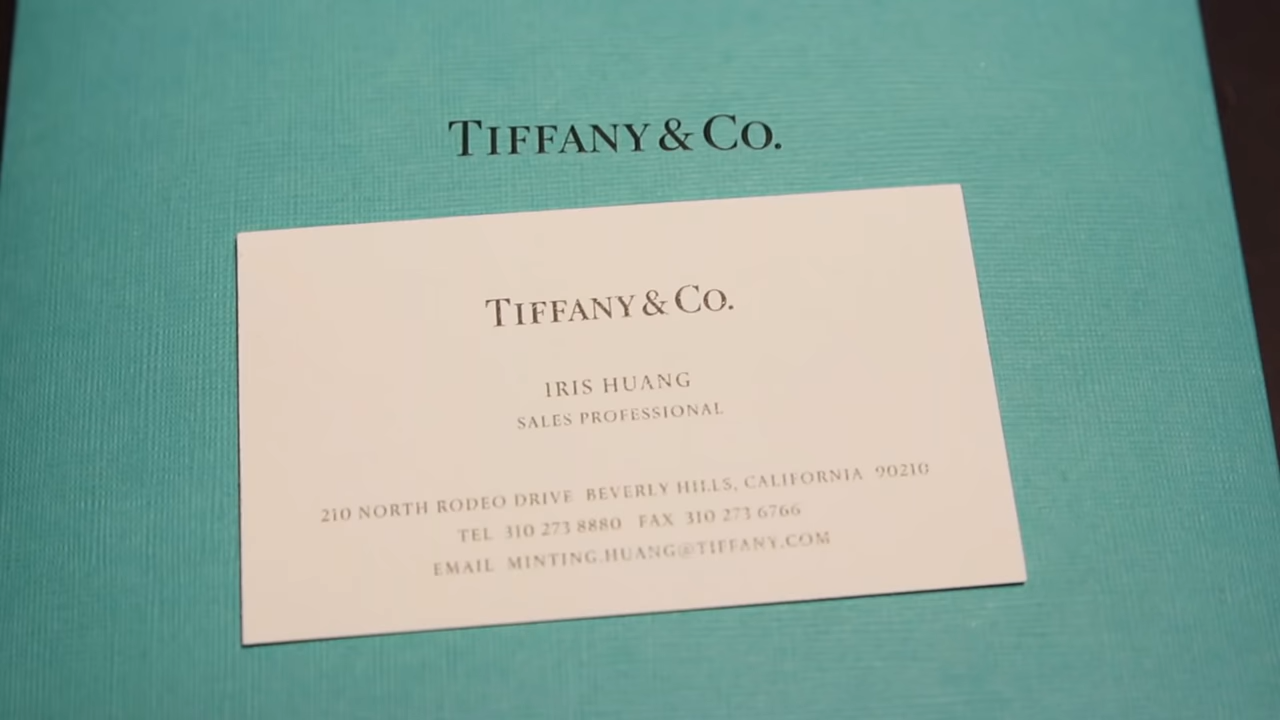 TIFFANY & CO.
TIFFANY & CO.
IRIS HUANG
SALES PROFESSIONAL
210 NORTH RODEO DRIVE BEVERLY HILLS, CALIFORNIA 90210
TEL 310 273 8880 FAX 310 273 6766
EMAIL MINTING.HUANG@TIFFANY.COM